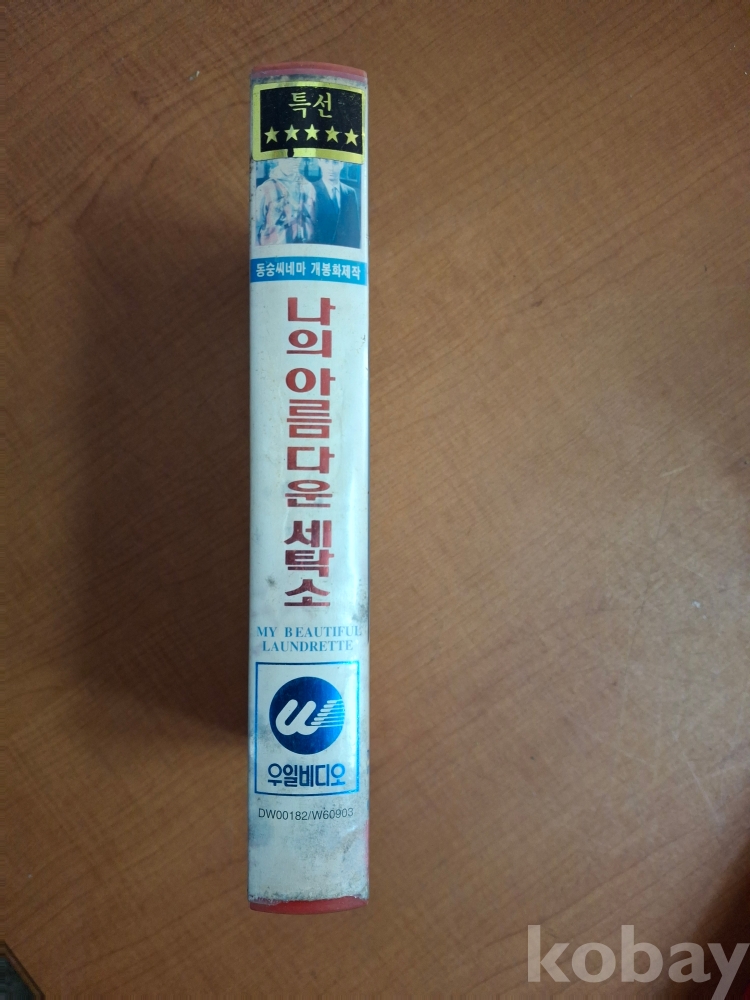 특선
동숭씨네마 개봉화제작
나의 아름다운 세탁소
MY BEAUTIFUL
LAUNDRETTE
우일비디오
DW00182/W60903
kobay